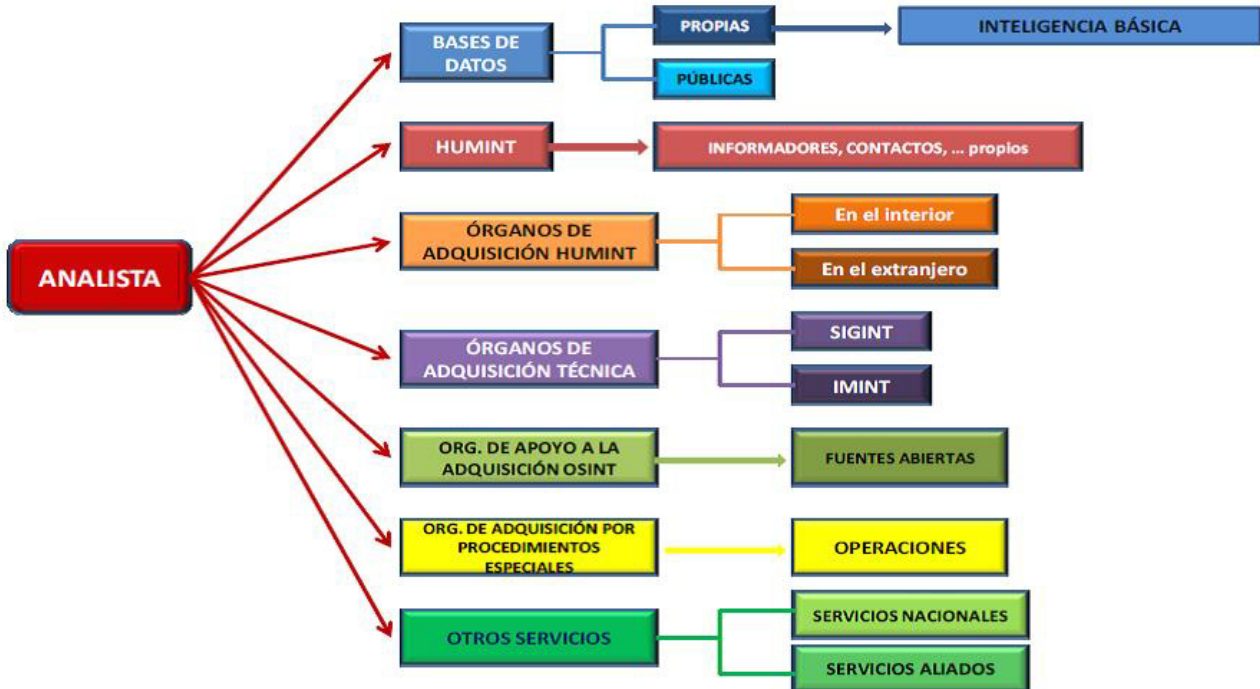 BASES DE
DATOS
PROPIAS
INTELIGENCIA BÁSICA
PÚBLICAS
HUMINT
INFORMADORES, CONTACTOS, ... propios
ANALISTA
ÓRGANOS DE
ADQUISICIÓN HUMINT
En el interior
En el extranjero
ÓRGANOS DE
ADQUISICIÓN TÉCNICA
SIGINT
IMINT
ORG. DE APOYO A LA
ADQUISICIÓN OSINT
FUENTES ABIERTAS
ORG. DE ADQUISICIÓN POR
PROCEDIMIENTOS
ESPECIALES
OPERACIONES
OTROS SERVICIOS
SERVICIOS NACIONALES
SERVICIOS ALIADOS